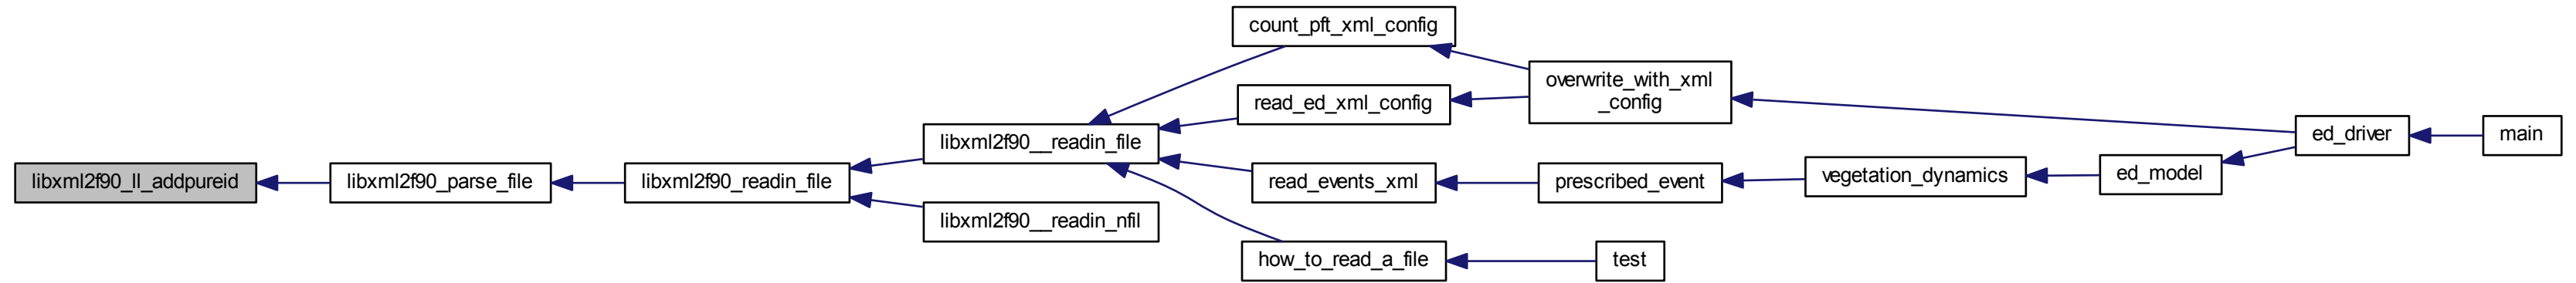 libxml2f90_ll_addpureid
libxml2f90_parse_file
libxml2f90_readin_file
libxml2f90__readin_file
count_pft_xml_config
overwrite_with_xml
_config
ed_driver
main
read_ed_xml_config
read_events_xml
prescribed_event
vegetation_dynamics
ed_model
how_to_read_a_file
test
libxml2f90__readin_nfil